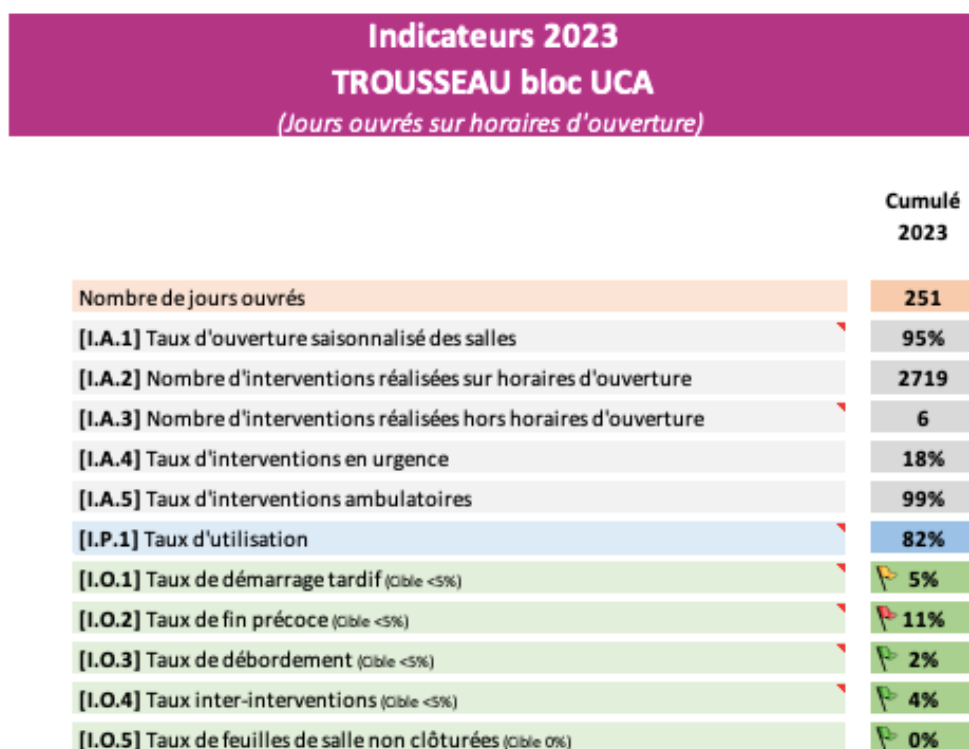 Indicateurs 2023
TROUSSEAU bloc UCA
(Jours ouvrés sur horaires d'ouverture)
Cumulé
2023
Nombre de jours ouvrés 251
[I.A.1] Taux d'ouverture saisonnalisé des salles 95%
[I.A.2] Nombre d'interventions réalisées sur horaires d'ouverture 2719
[I.A.3] Nombre d'interventions réalisées hors horaires d'ouverture 6
[I.A.4] Taux d'interventions en urgence 18%
[I.A.5] Taux d'interventions ambulatoires 99%
[I.P.1] Taux d'utilisation 82%
[I.O.1] Taux de démarrage tardif (Cible <5%) 5%
[I.O.2] Taux de fin précoce (Cible <5%) 11%
[I.O.3] Taux de débordement (Cible <5%) 2%
[I.O.4] Taux inter-interventions (Cible <5%) 4%
[I.O.5] Taux de feuilles de salle non clôturées (Cible 0%) 0%